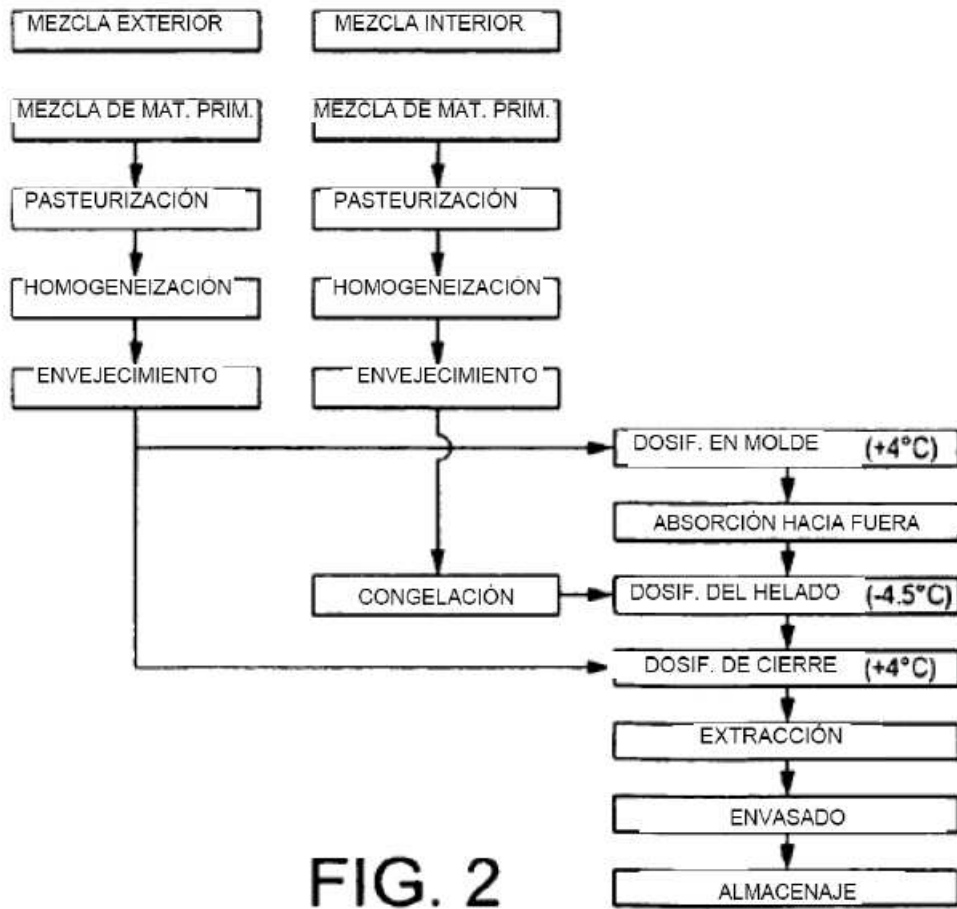 MEZCLA EXTERIOR
MEZCLA INTERIOR
MEZCLA DE MAT. PRIM.
MEZCLA DE MAT. PRIM.
PASTEURIZACIÓN
PASTEURIZACIÓN
HOMOGENEIZACIÓN
HOMOGENEIZACIÓN
ENVEJECIMIENTO
ENVEJECIMIENTO
DOSIF. EN MOLDE (+4°C)
ABSORCIÓN HACIA FUERA
CONGELACIÓN
DOSIF. DEL HELADO (-4.5°C)
DOSIF. DE CIERRE (+4°C)
EXTRACCIÓN
ENVASADO
ALMACENAJE
FIG. 2